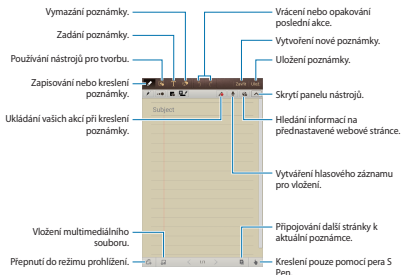 Vymazání poznámky.
Zadání poznámky.
Používání nástrojů pro tvorbu.
Zapisování nebo kreslení
poznámky.
Ukládání vašich akcí při kreslení
poznámky.
Vložení multimediálního
souboru.
Přepnutí do režimu prohlížení.
Vrácení nebo opakování
poslední akce.
Vytvoření nové poznámky.
Uložení poznámky.
Skrytí panelu nástrojů.
Hledání informací na
přednastavené webové stránce.
Vytváření hlasového záznamu
pro vložení.
Připojování další stránky k
aktuální poznámce.
Kreslení pouze pomocí pera S
Pen.
Subject
1/1